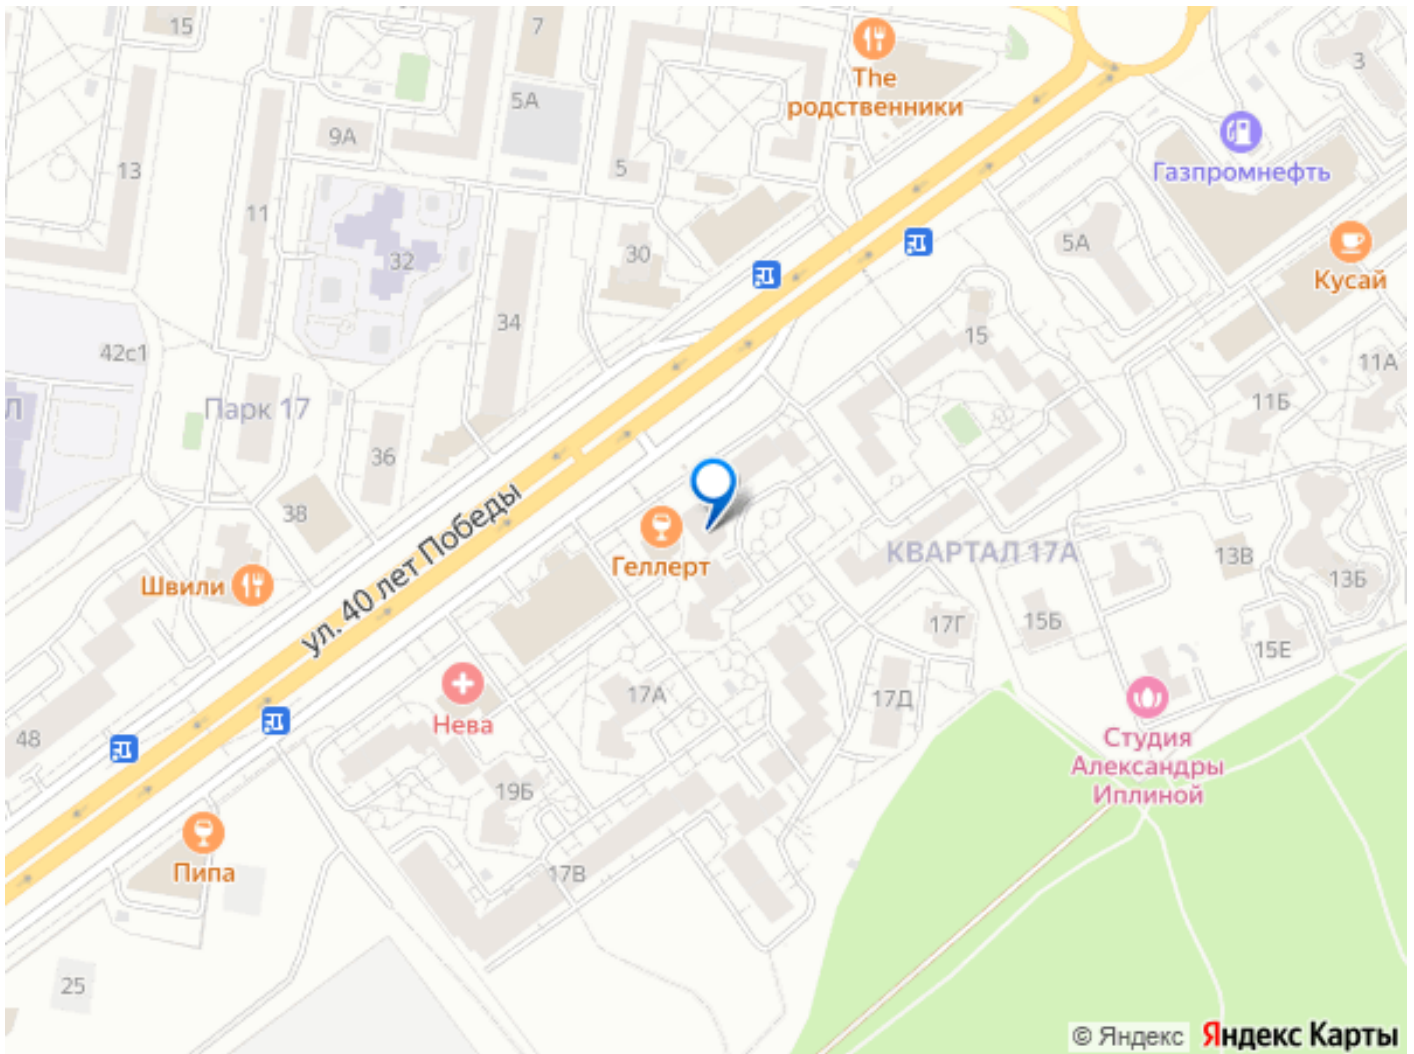 15
7
3
The
родственники
5А
9А
Газпромнефть
13
5
11
32
30
5А
Кусай
34
15
42с1
11А
Л
Парк 17
11Б
36
38
ул. 40 лет Победы
Геллерт
КВАРТАЛ 17А
13В
13Б
Швили
17Г
15Б
15Е
17А
17Д
Нева
48
Студия
Александры
Иплиной
19Б
Пипа
17В
25
© Яндекс Яндекс Карты